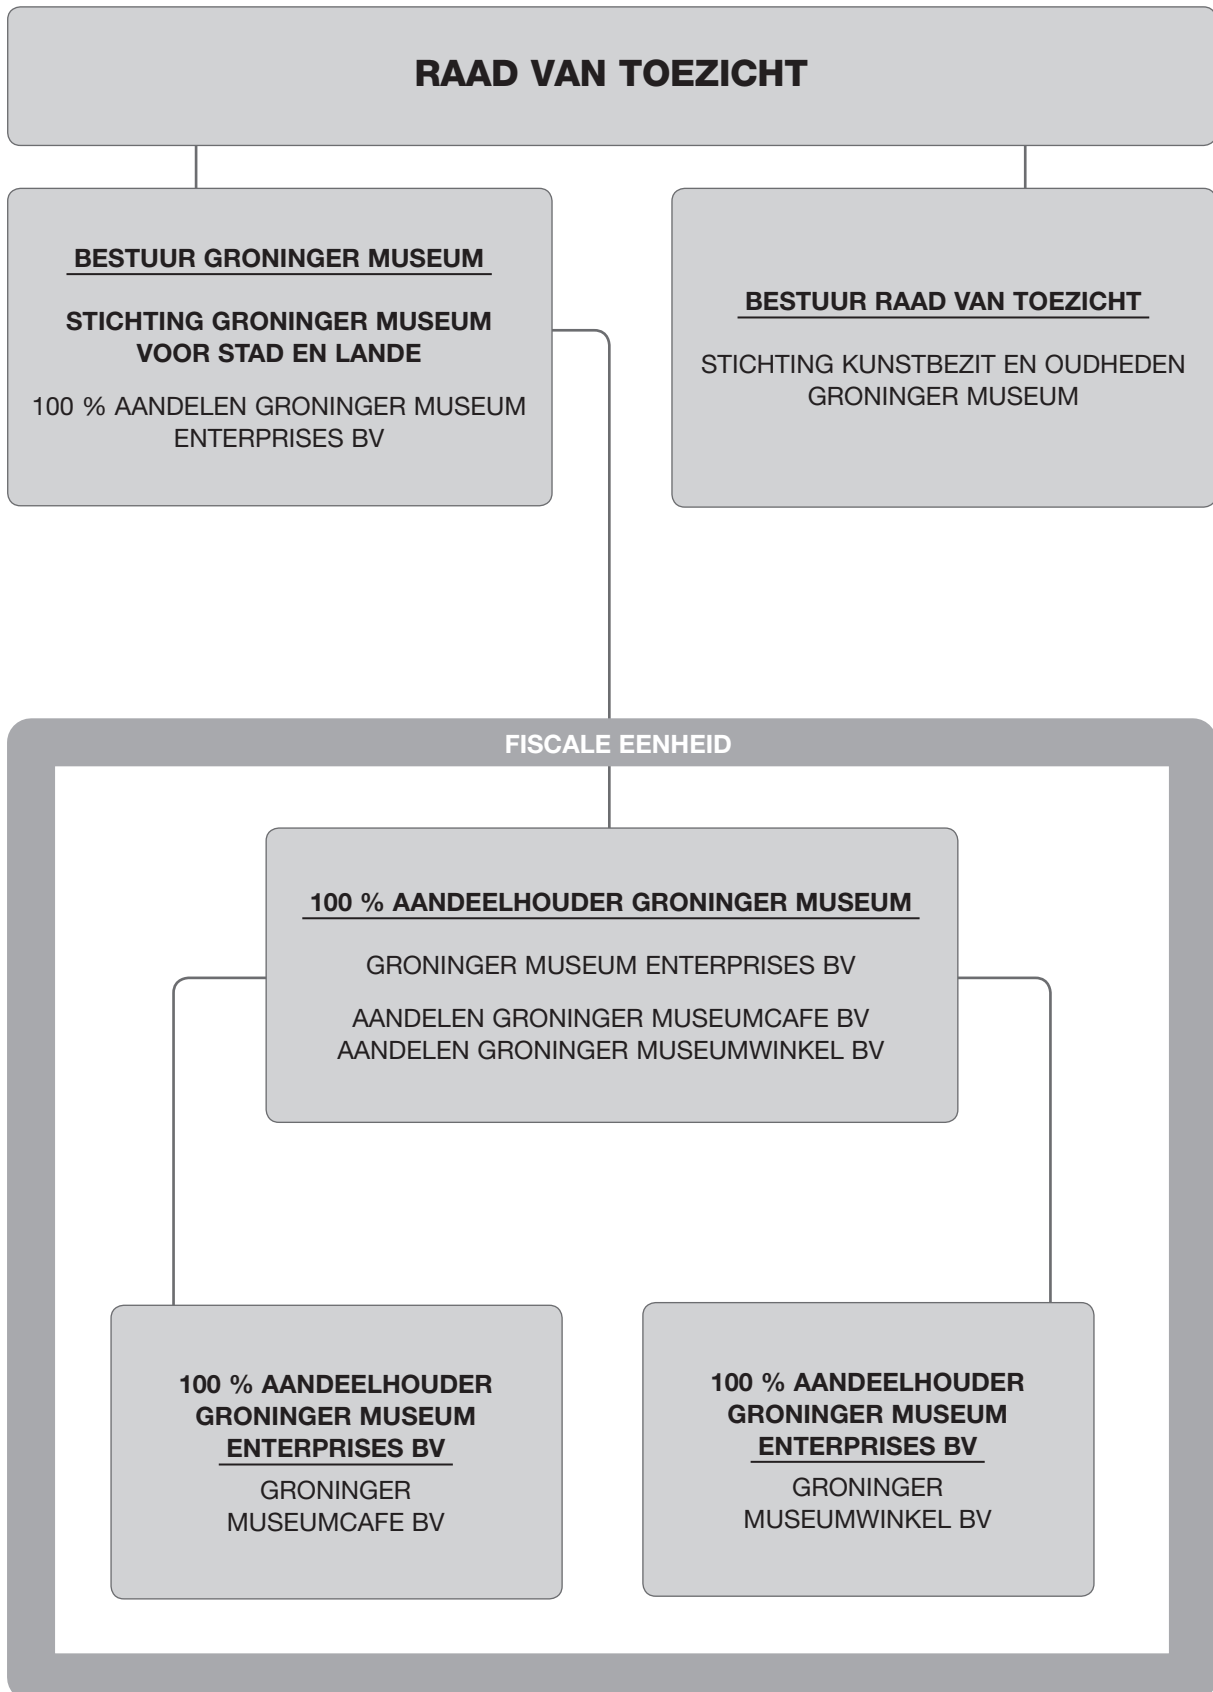 RAAD VAN TOEZICHT
BESTUUR GRONINGER MUSEUM
STICHTING GRONINGER MUSEUM
VOOR STAD EN LANDE
100 % AANDELEN GRONINGER MUSEUM
ENTERPRISES BV
BESTUUR RAAD VAN TOEZICHT
STICHTING KUNSTBEZIT EN OUDHEDEN
GRONINGER MUSEUM
FISCALE EENHEID
100 % AANDEELHOUDER GRONINGER MUSEUM
GRONINGER MUSEUM ENTERPRISES BV
AANDELEN GRONINGER MUSEUMCAFE BV
AANDELEN GRONINGER MUSEUMWINKEL BV
100 % AANDEELHOUDER
GRONINGER MUSEUM
ENTERPRISES BV
GRONINGER
MUSEUMCAFE BV
100 % AANDEELHOUDER
GRONINGER MUSEUM
ENTERPRISES BV
GRONINGER
MUSEUMWINKEL BV